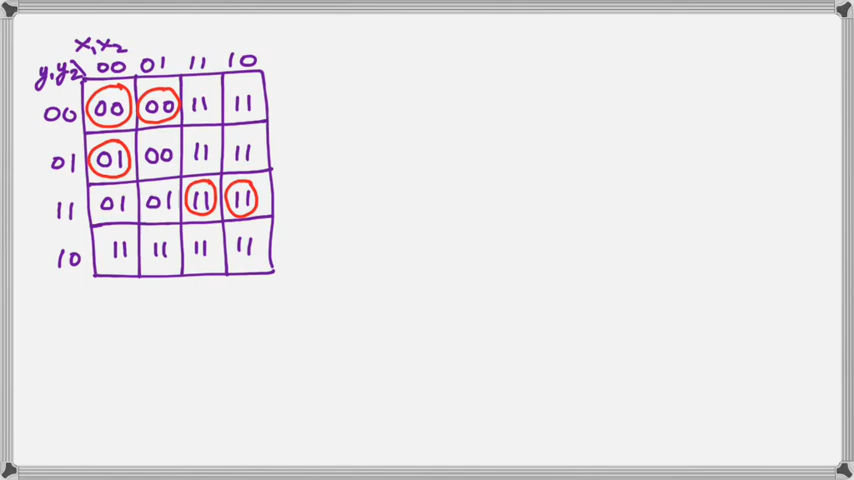 x₁x₂
y₁y₂ 00 01 11 10
00 00 00 11 11
01 01 00 11 11
11 01 01 11 11
10 11 11 11 11